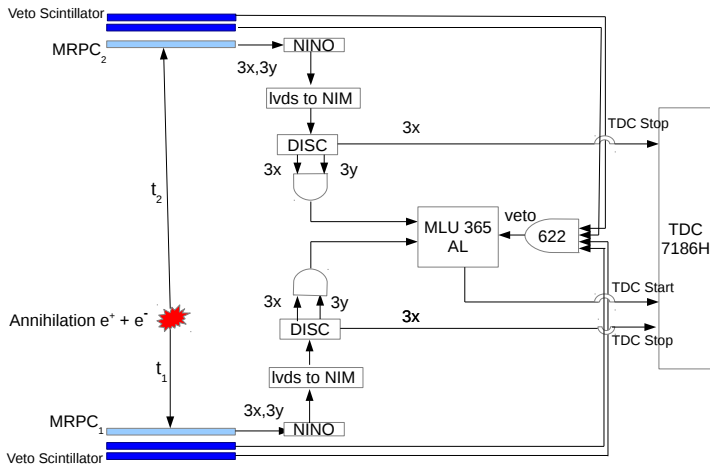 Veto Scintillator
MRPC2
NINO
3x,3y
lvds to NIM
TDC Stop
3x
DISC
3x
3y
t2
veto
MLU 365
AL
622
TDC
7186H
TDC Start
3x
3y
Annihilation e+ + e-
DISC
3x
TDC Stop
t1
lvds to NIM
3x,3y
MRPC1
NINO
Veto Scintillator